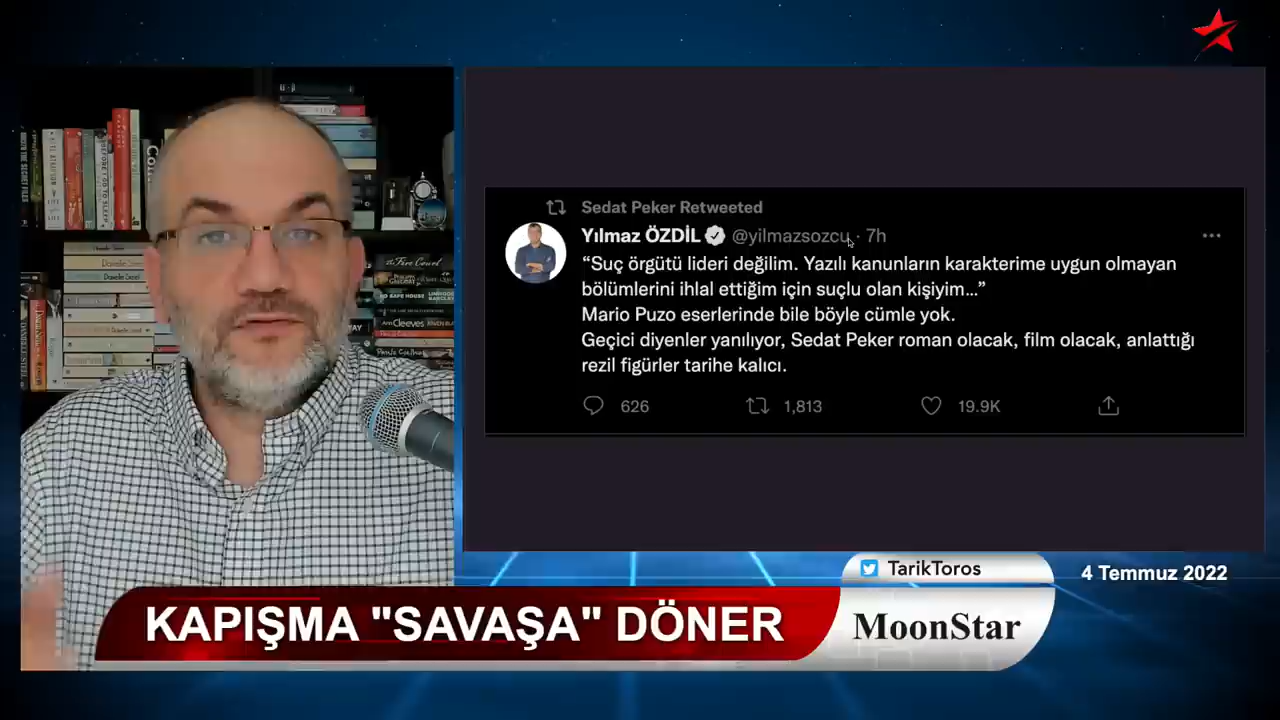 Sedat Peker Retweeted
Yılmaz ÖZDİL @yilmazsozcu · 7h
“Suç örgütü lideri değilim. Yazılı kanunların karakterime uygun olmayan
bölümlerini ihlal ettiğim için suçlu olan kişiyim...”
Mario Puzo eserlerinde bile böyle cümle yok.
Geçici diyenler yanılıyor, Sedat Peker roman olacak, film olacak, anlattığı
rezil figürler tarihe kalıcı.
626 1,813 19.9K
TarikToros
4 Temmuz 2022
KAPIŞMA "SAVAŞA" DÖNER
MoonStar